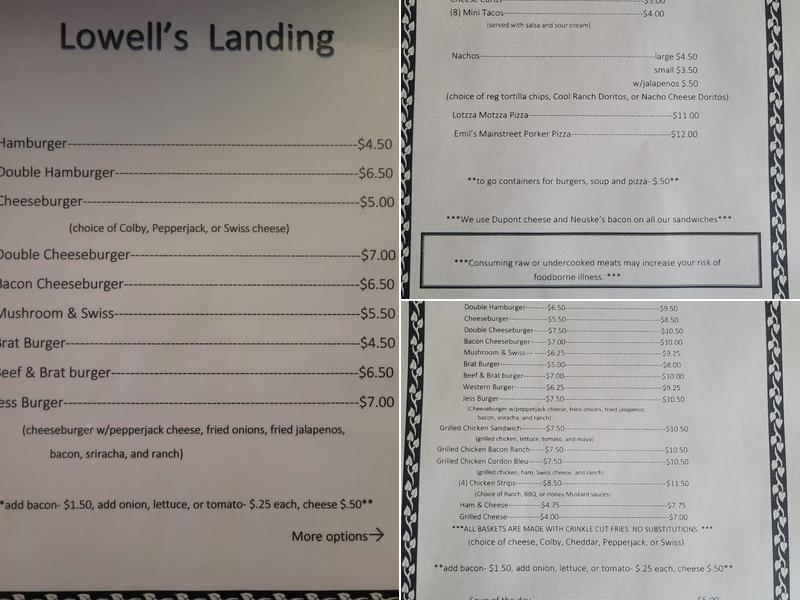 Lowell's Landing
Hamburger $4.50
Double Hamburger $6.50
Cheeseburger $5.00
(choice of Colby, Pepperjack, or Swiss cheese)
Double Cheeseburger $7.00
Bacon Cheeseburger $6.50
Mushroom & Swiss $5.50
Brat Burger $4.50
Beef & Brat burger $6.50
Jess Burger $7.00
(cheeseburger w/pepperjack cheese, fried onions, fried jalapenos,
bacon, sriracha, and ranch)
*add bacon- $1.50, add onion, lettuce, or tomato- $.25 each, cheese $.50**
More options→
Cheese Curds $5.00
(8) Mini Tacos $4.00
(served with salsa and sour cream)
Nachos large $4.50
small $3.50
w/jalapenos $.50
(choice of reg tortilla chips, Cool Ranch Doritos, or Nacho Cheese Doritos)
Lotzza Motzza Pizza $11.00
Emil's Mainstreet Porker Pizza $12.00
**to go containers for burgers, soup and pizza- $.50**
***We use Dupont cheese and Neuske's bacon on all our sandwiches***
***Consuming raw or undercooked meats may increase your risk of
foodborne illness. ***
Double Hamburger $6.50 $9.50
Cheeseburger $5.50 $8.50
Double Cheeseburger $7.50 $10.50
Bacon Cheeseburger $7.00 $10.00
Mushroom & Swiss $6.25 $9.25
Brat Burger $5.00 $8.00
Beef & Brat burger $7.00 $10.00
Western Burger $6.25 $9.25
Jess Burger $7.50 $10.50
(Cheeseburger w/pepperjack cheese, fried onions, fried jalapenos,
bacon, sriracha, and ranch)
Grilled Chicken Sandwich $7.50 $10.50
(grilled chicken, lettuce, tomato, and mayo)
Grilled Chicken Bacon Ranch $7.50 $10.50
Grilled Chicken Cordon Bleu $7.50 $10.50
(grilled chicken, ham, Swiss cheese, and ranch)
(4) Chicken Strips $8.50 $11.50
(Choice of Ranch, BBQ, or Honey Mustard sauces)
Ham & Cheese $4.75 $7.75
Grilled Cheese $4.00 $7.00
***ALL BASKETS ARE MADE WITH CRINKLE CUT FRIES. NO SUBSTITUTIONS. ***
(choice of cheese, Colby, Cheddar, Pepperjack, or Swiss)
**add bacon- $1.50, add onion, lettuce, or tomato- $.25 each, cheese $.50**
Soup of the day $5.00